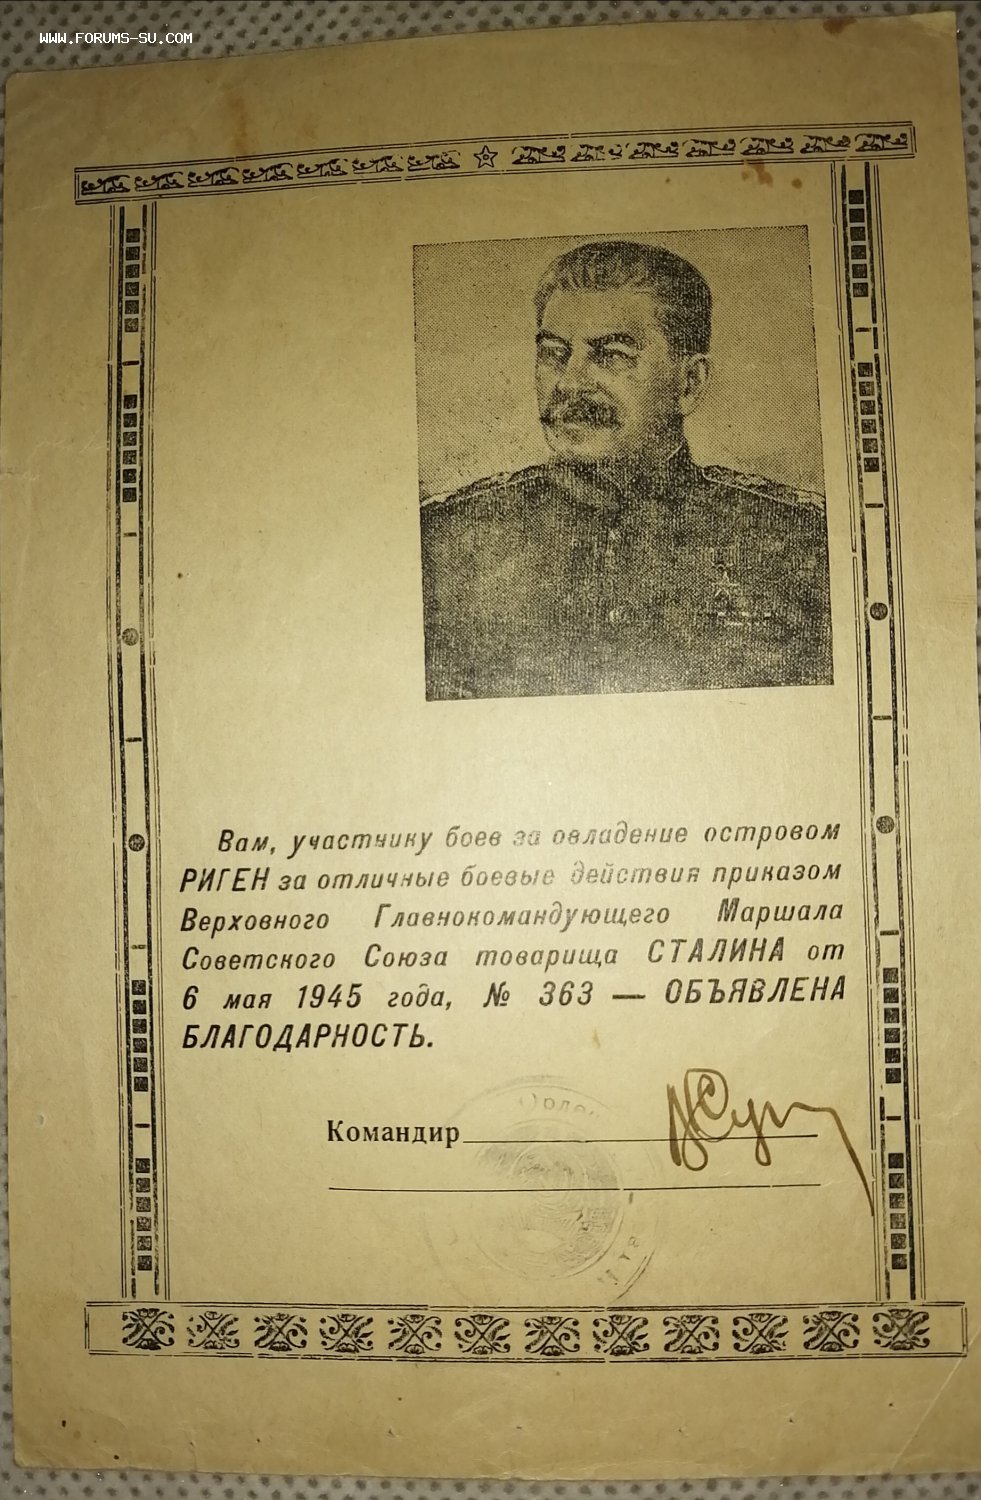 WWW.FORUMS-SU.COM
Вам, участнику боев за овладение островом
РИГЕН за отличные боевые действия приказом
Верховного Главнокомандующего Маршала
Советского Союза товарища СТАЛИНА от
6 мая 1945 года, № 363 — ОБЪЯВЛЕНА
БЛАГОДАРНОСТЬ.
Командир